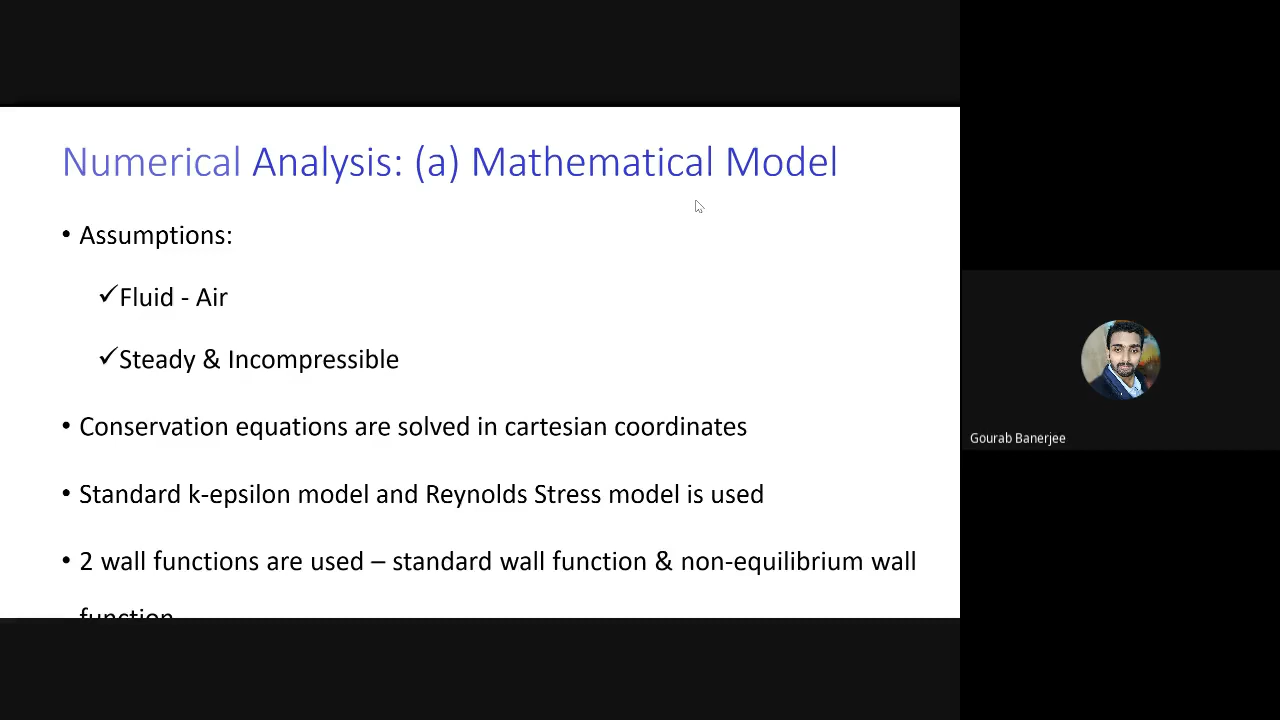 Numerical Analysis: (a) Mathematical Model
• Assumptions:
✓Fluid - Air
✓Steady & Incompressible
• Conservation equations are solved in cartesian coordinates
• Standard k-epsilon model and Reynolds Stress model is used
• 2 wall functions are used – standard wall function & non-equilibrium wall
function
Gourab Banerjee